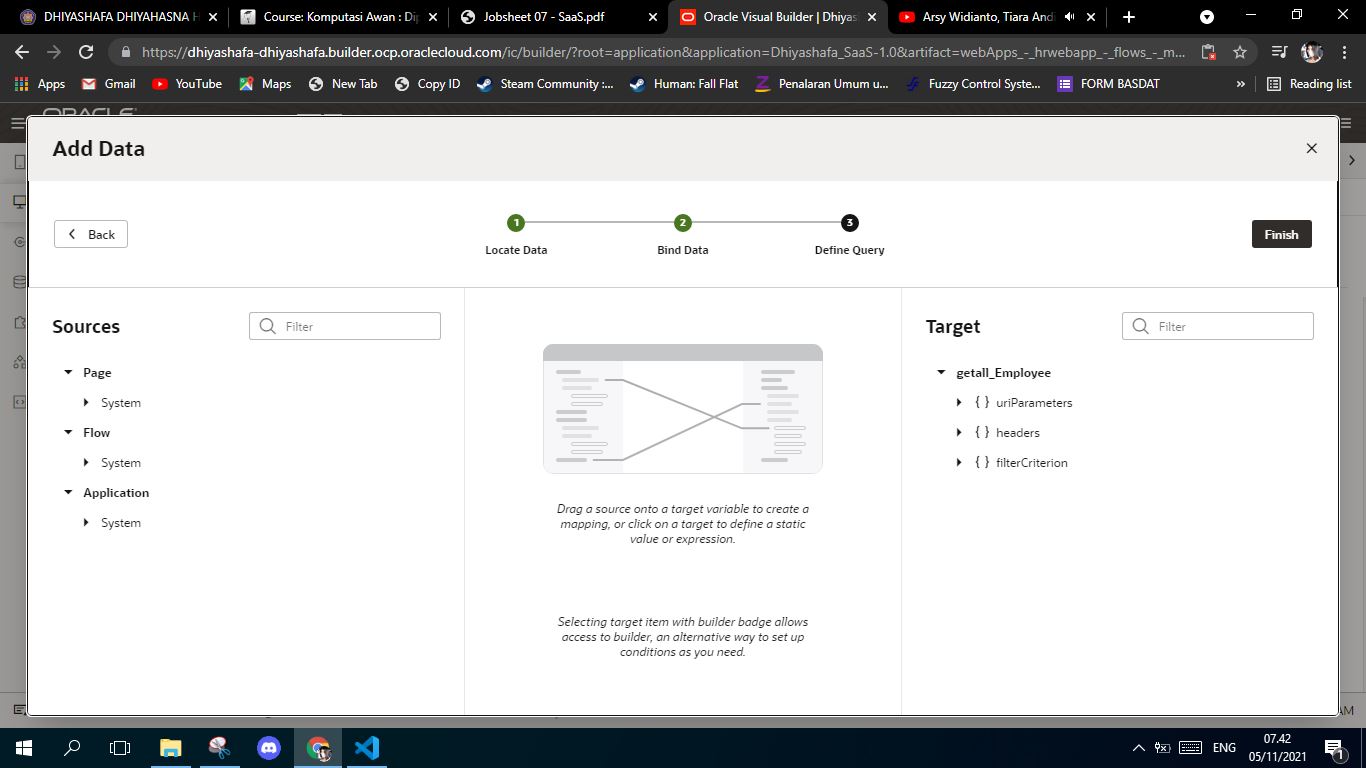 DHIYASHAFA DHIYAHASNA H
Course: Komputasi Awan : Dip
Jobsheet 07 - SaaS.pdf
Oracle Visual Builder | Dhiyash
Arsy Widianto, Tiara Andi
https://dhiyashafa-dhiyashafa.builder.ocp.oraclecloud.com/ic/builder/?root=application&application=Dhiyashafa_SaaS-1.0&artifact=webApps_-_hrwebapp_-_flows_-_m...
Apps
Gmail
YouTube
Maps
New Tab
Copy ID
Steam Community :...
Human: Fall Flat
Penalaran Umum u...
Fuzzy Control Syste...
FORM BASDAT
»
Reading list
ORACLE
Add Data
Back
1
2
3
Locate Data
Bind Data
Define Query
Finish
Sources
Filter
Page
System
Flow
System
Application
System
Drag a source onto a target variable to create a
mapping, or click on a target to define a static
value or expression.
Selecting target item with builder badge allows
access to builder, an alternative way to set up
conditions as you need.
Target
Filter
getall_Employee
{ } uriParameters
{ } headers
{ } filterCriterion
AM
ENG
07.42
05/11/2021
1